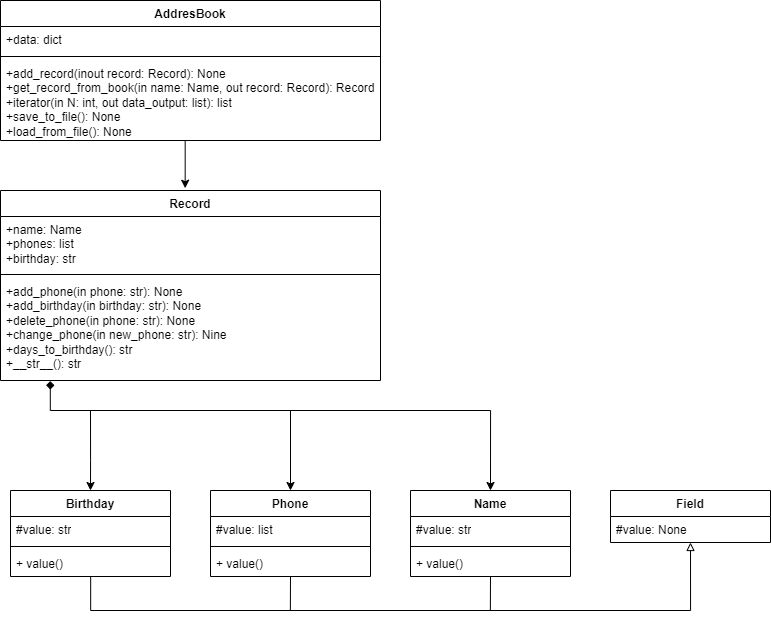 AddresBook
+data: dict
+add_record(inout record: Record): None
+get_record_from_book(in name: Name, out record: Record): Record
+iterator(in N: int, out data_output: list): list
+save_to_file(): None
+load_from_file(): None
Record
+name: Name
+phones: list
+birthday: str
+add_phone(in phone: str): None
+add_birthday(in birthday: str): None
+delete_phone(in phone: str): None
+change_phone(in new_phone: str): Nine
+days_to_birthday(): str
+__str__(): str
Birthday
#value: str
+ value()
Phone
#value: list
+ value()
Name
#value: str
+ value()
Field
#value: None